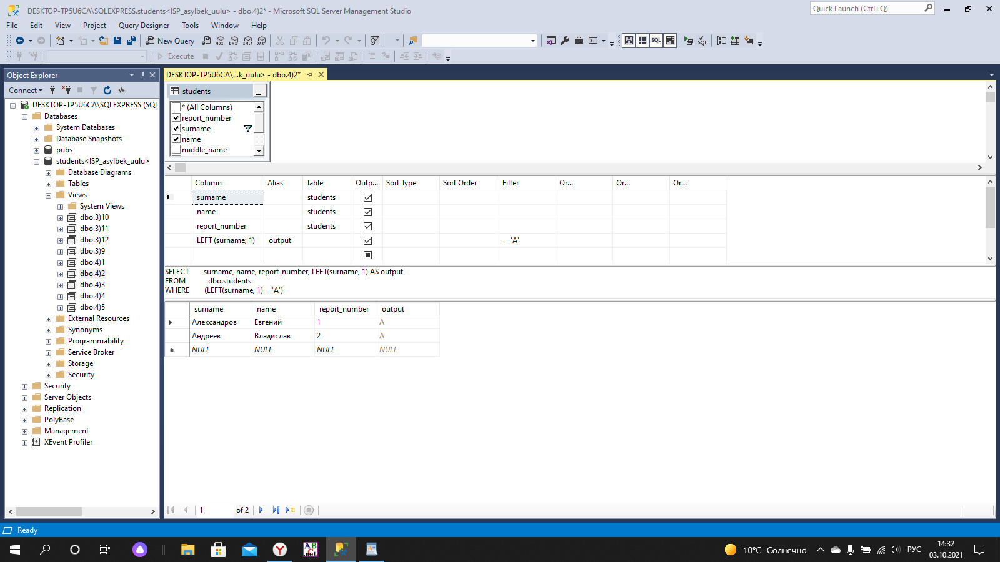 DESKTOP-TP5U6CA\SQLEXPRESS.students<ISP_asylbek_uulu> - dbo.4)2* - Microsoft SQL Server Management Studio
Quick Launch (Ctrl+Q)
File Edit View Project Query Designer Tools Window Help
New Query MDX DMX XMLA DAX SQL SQL
Execute
Object Explorer
DESKTOP-TP5U6CA\...k_uulu> - dbo.4)2*
Connect
DESKTOP-TP5U6CA\SQLEXPRESS (SQL
Databases
System Databases
Database Snapshots
pubs
students<ISP_asylbek_uulu>
Database Diagrams
Tables
Views
System Views
dbo.3)10
dbo.3)11
dbo.3)12
dbo.3)9
dbo.4)1
dbo.4)2
dbo.4)3
dbo.4)4
dbo.4)5
External Resources
Synonyms
Programmability
Service Broker
Storage
Security
Security
Server Objects
Replication
PolyBase
Management
XEvent Profiler
students
* (All Columns)
report_number
surname
name
middle_name
Column Alias Table Outp... Sort Type Sort Order Filter Or... Or... Or...
surname students
name students
report_number students
LEFT (surname; 1) output = 'A'
SELECT surname, name, report_number, LEFT(surname, 1) AS output
FROM dbo.students
WHERE (LEFT(surname, 1) = 'A')
surname name report_number output
Александров Евгений 1 А
Андреев Владислав 2 А
NULL NULL NULL NULL
1 of 2
Ready
ABC.net
10°C Солнечно
РУС
14:32
03.10.2021